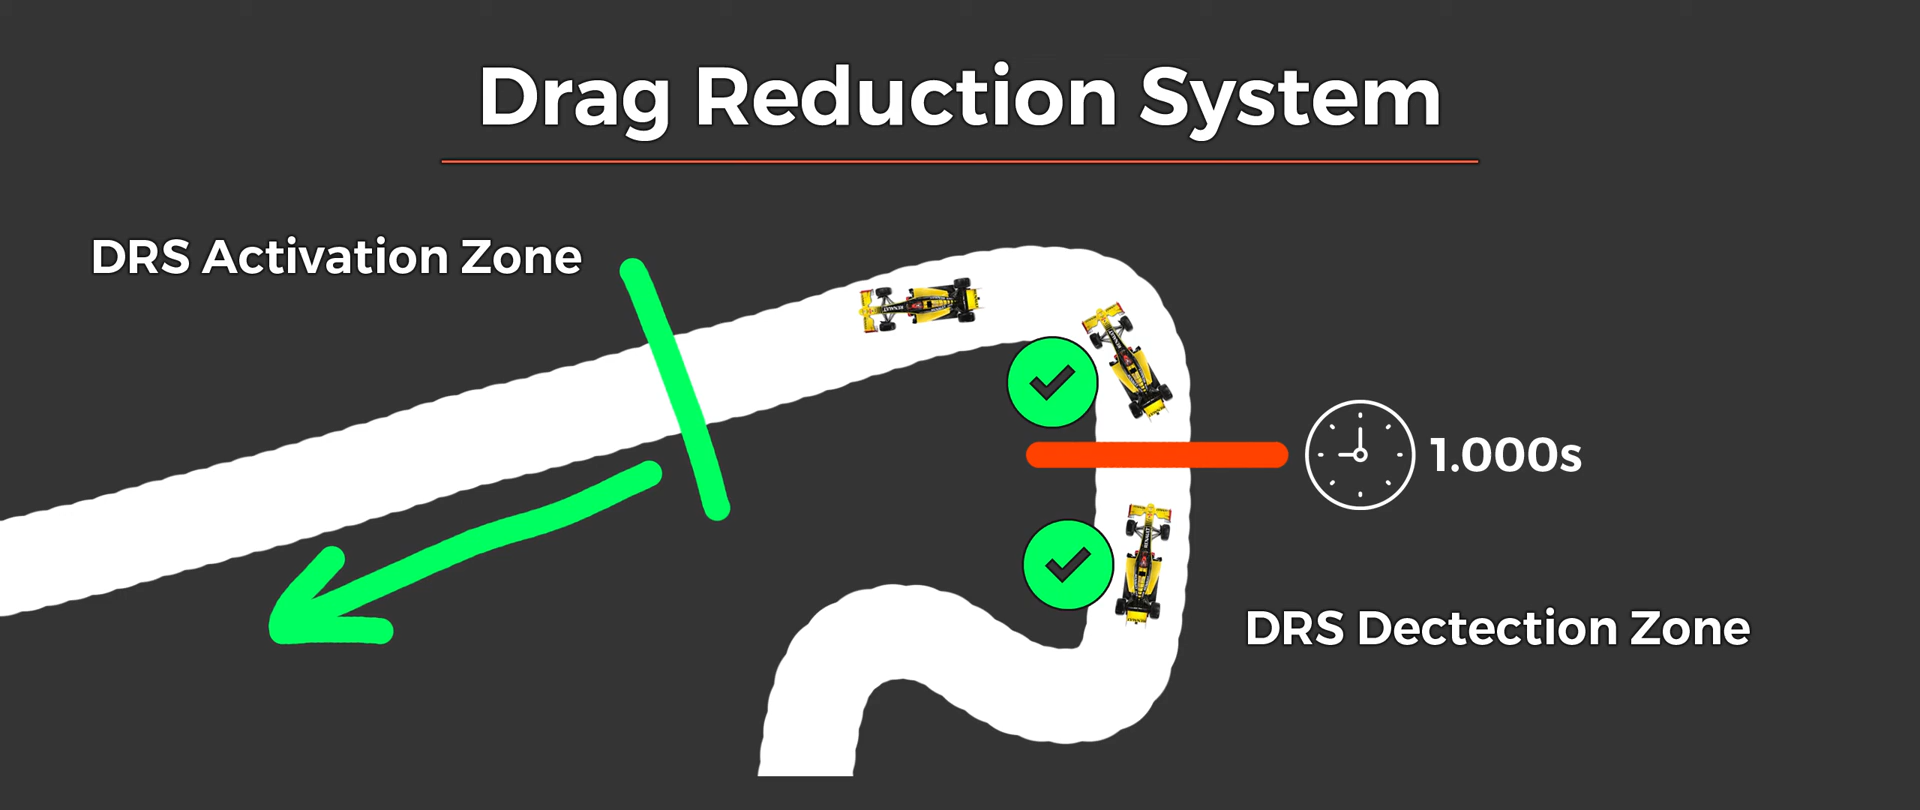 Drag Reduction System
DRS Activation Zone
1.000s
DRS Dectection Zone